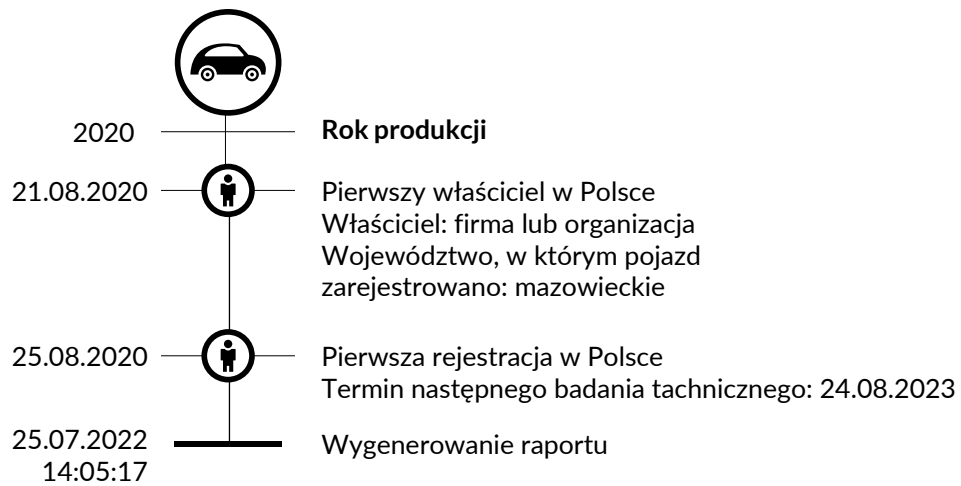 2020 Rok produkcji
21.08.2020 Pierwszy właściciel w Polsce
Właściciel: firma lub organizacja
Województwo, w którym pojazd
zarejestrowano: mazowieckie
25.08.2020 Pierwsza rejestracja w Polsce
Termin następnego badania tachnicznego: 24.08.2023
25.07.2022 Wygenerowanie raportu
14:05:17